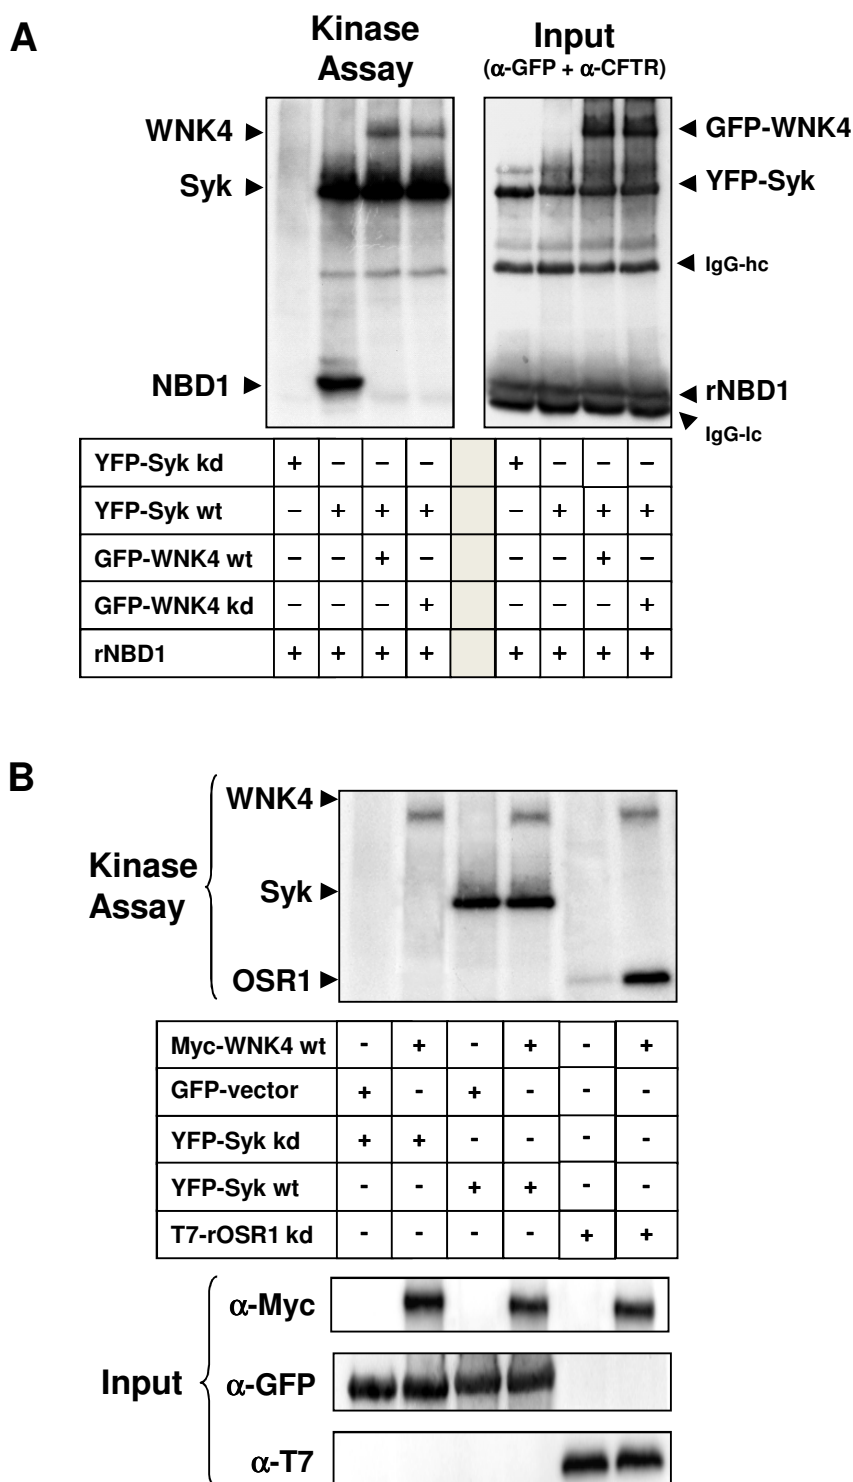 A
Kinase
Assay
Input
(α-GFP + α-CFTR)
WNK4
Syk
NBD1
GFP-WNK4
YFP-Syk
IgG-hc
rNBD1
IgG-lc
YFP-Syk kd + – – – + – – –
YFP-Syk wt – + + + – + + +
GFP-WNK4 wt – – + – – – + –
GFP-WNK4 kd – – – + – – – +
rNBD1 + + + + + + + +
B
Kinase
Assay
WNK4
Syk
OSR1
Myc-WNK4 wt - + - + - +
GFP-vector + - + - - -
YFP-Syk kd + + - - - -
YFP-Syk wt - - + + - -
T7-rOSR1 kd - - - - + +
Input
α-Myc
α-GFP
α-T7